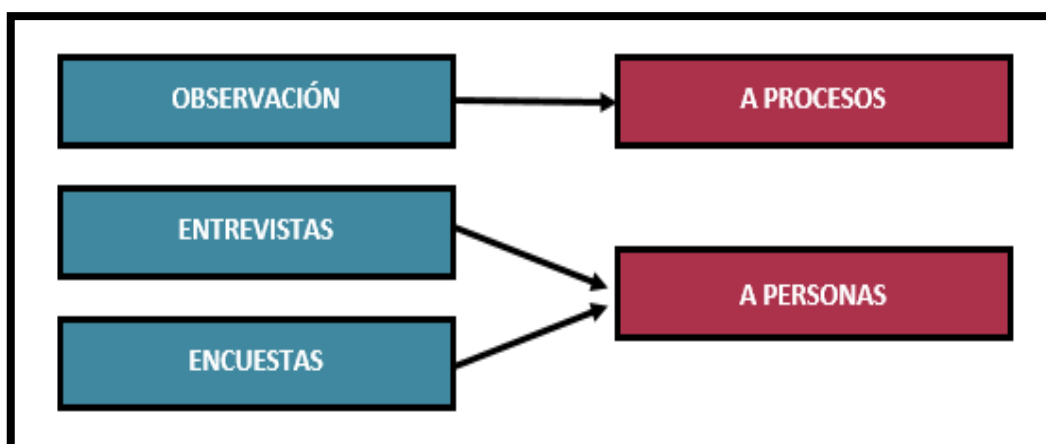 OBSERVACIÓN
A PROCESOS
ENTREVISTAS
A PERSONAS
ENCUESTAS